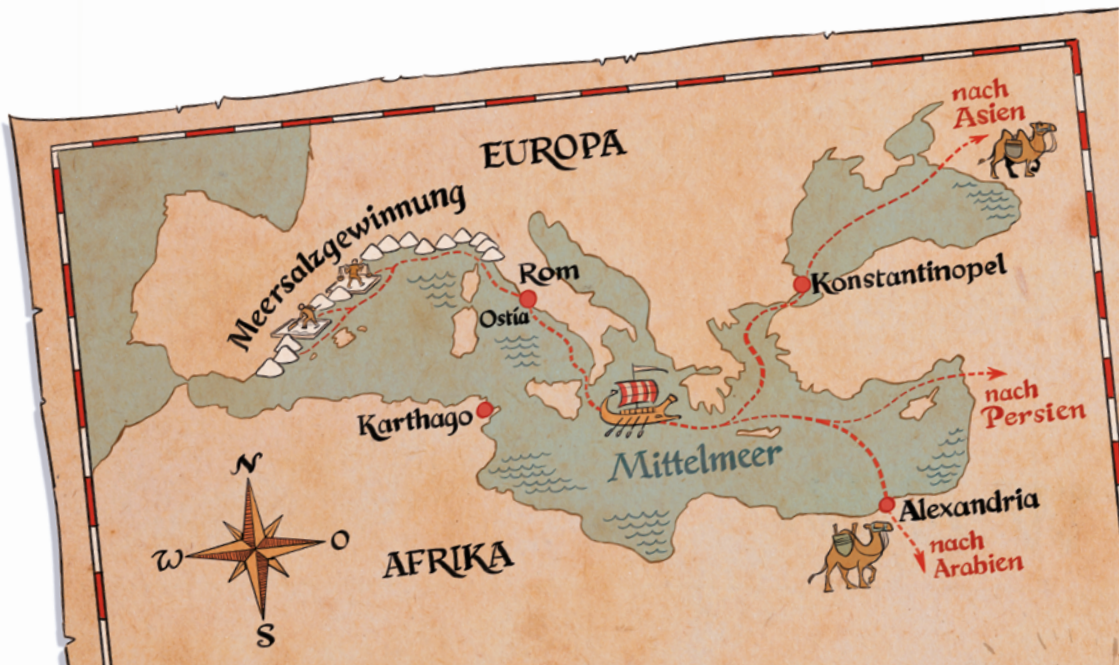 nach
Asien
EUROPA
Meersalzgewinnung
Rom
Konstantinopel
Ostia
nach
Persien
Karthago
Mittelmeer
N
Alexandria
W
O
nach
Arabien
AFRIKA
S